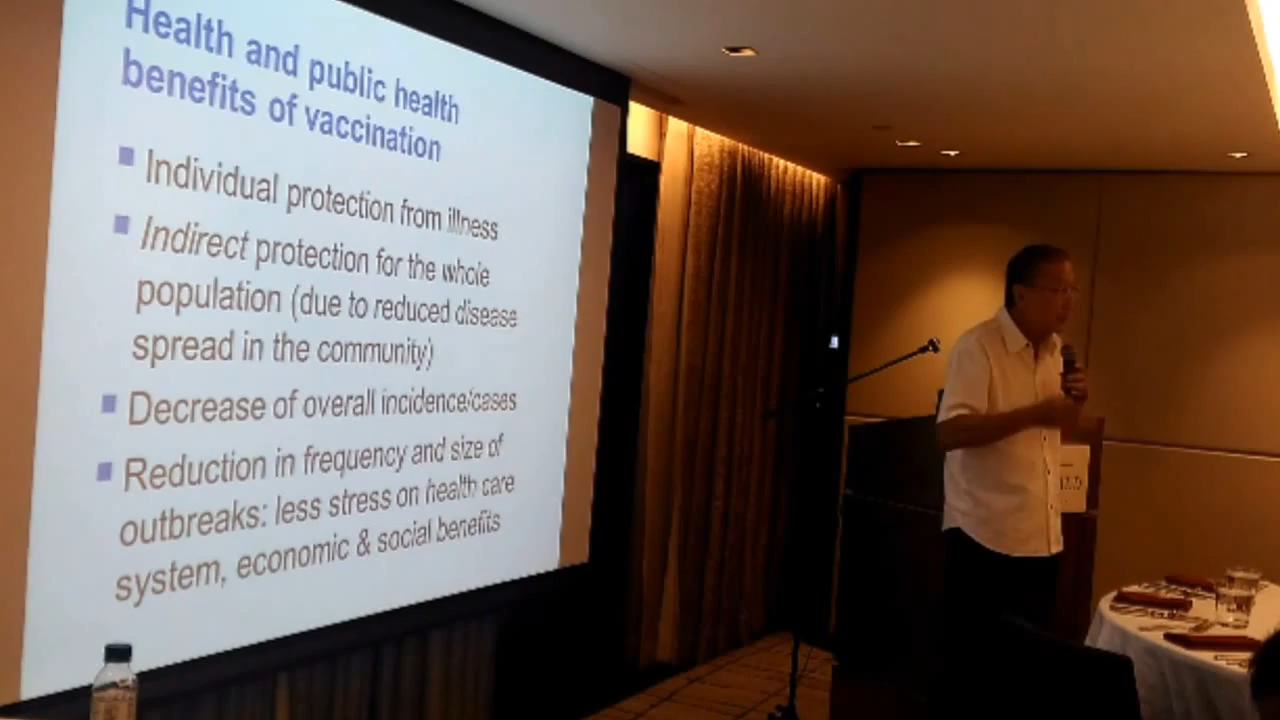 Health and public health
benefits of vaccination
Individual protection from illness
Indirect protection for the whole
population (due to reduced disease
spread in the community)
Decrease of overall incidence/cases
Reduction in frequency and size of
outbreaks: less stress on health care
system, economic & social benefits